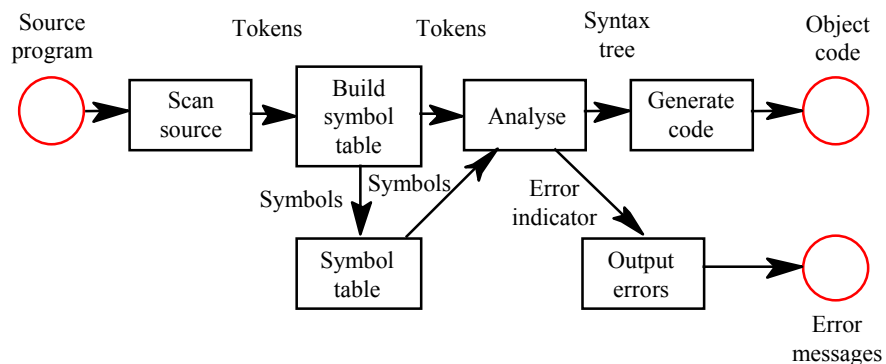 Source
program
Tokens
Tokens
Syntax
tree
Object
code
Scan
source
Build
symbol
table
Analyse
Generate
code
Symbols
Symbols
Error
indicator
Symbol
table
Output
errors
Error
messages